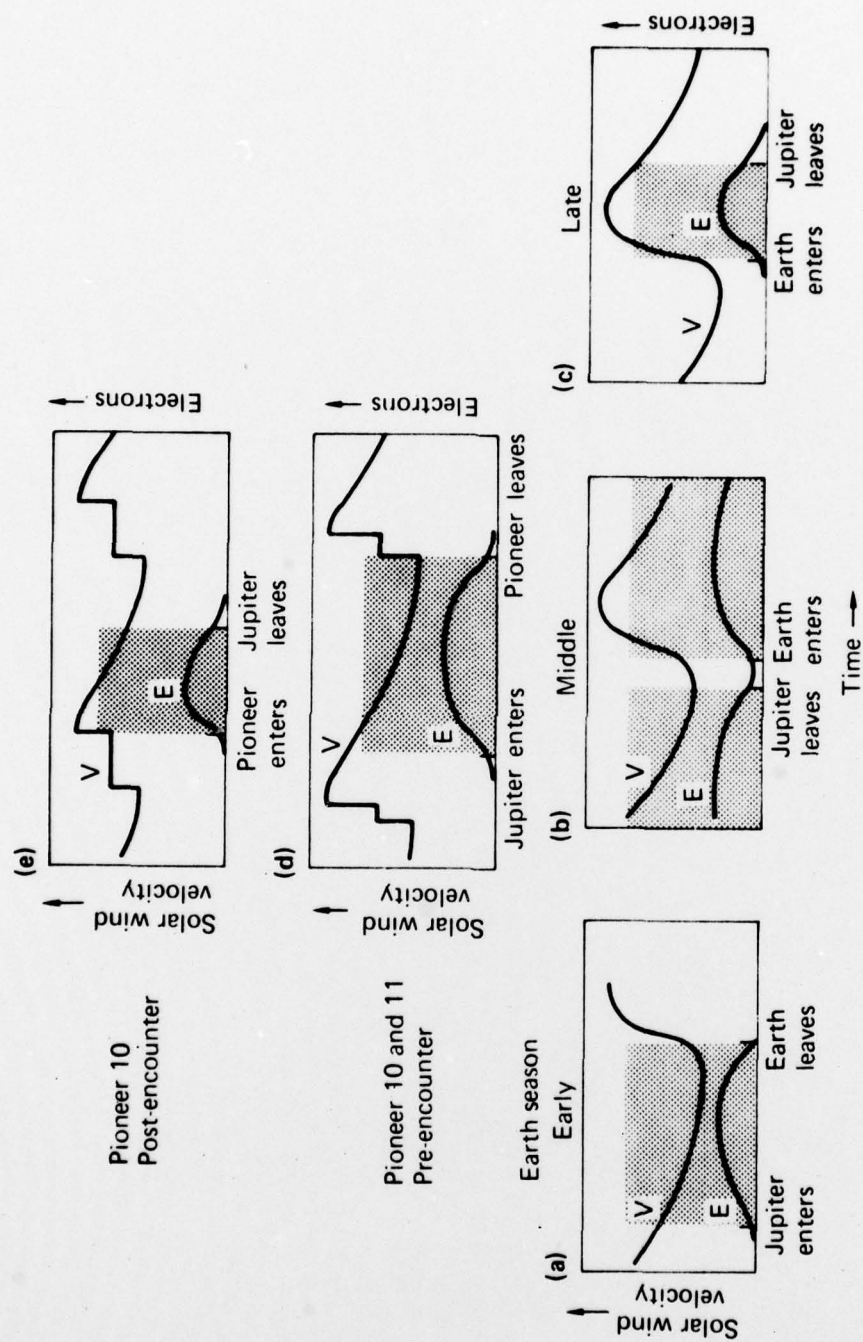 Pioneer 10
Post-encounter
(e)
Solar wind
velocity
V
E
Electrons
Pioneer
enters
Jupiter
leaves
Pioneer 10 and 11
Pre-encounter
(d)
Solar wind
velocity
V
E
Electrons
Jupiter enters
Pioneer leaves
Earth season
Early
(a)
Solar wind
velocity
V
E
Jupiter
enters
Earth
leaves
Middle
(b)
V
E
Jupiter
leaves
Earth
enters
Time
Late
(c)
V
E
Electrons
Earth
enters
Jupiter
leaves